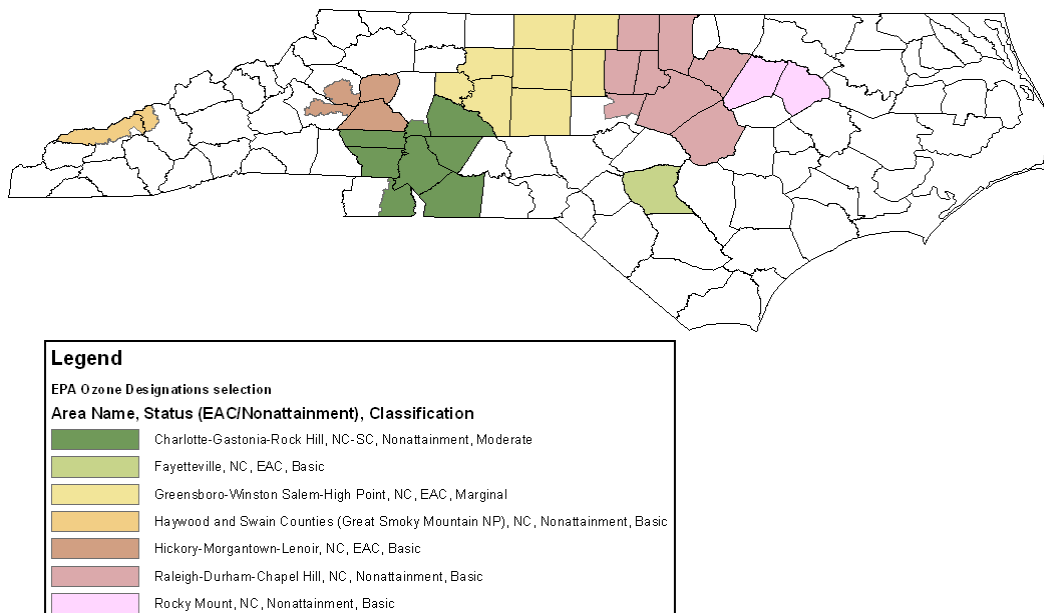 Legend
EPA Ozone Designations selection
Area Name, Status (EAC/Nonattainment), Classification
Charlotte-Gastonia-Rock Hill, NC-SC, Nonattainment, Moderate
Fayetteville, NC, EAC, Basic
Greensboro-Winston Salem-High Point, NC, EAC, Marginal
Haywood and Swain Counties (Great Smoky Mountain NP), NC, Nonattainment, Basic
Hickory-Morgantown-Lenoir, NC, EAC, Basic
Raleigh-Durham-Chapel Hill, NC, Nonattainment, Basic
Rocky Mount, NC, Nonattainment, Basic